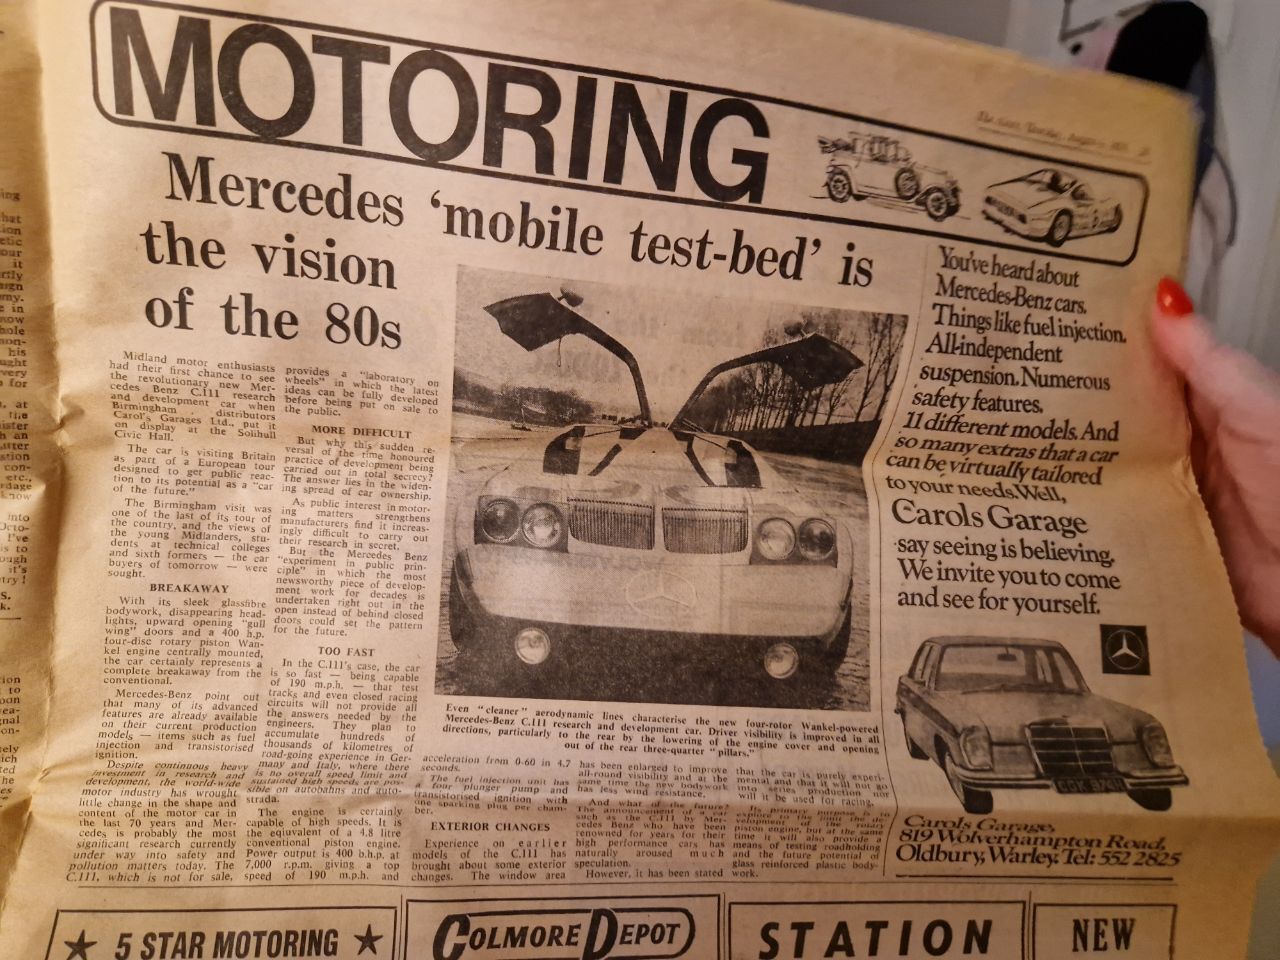 MOTORING
Mercedes ‘mobile test-bed’ is
the vision
of the 80s
Midland motor enthusiasts
had their first chance to see
the revolutionary new Mer-
cedes Benz C.111 research
and development car when
Birmingham distributors
Carol's Garages Ltd., put it
on display at the Solihull
Civic Hall.
The car is visiting Britain
as part of a European tour
designed to get public reac-
tion to its potential as a "car
of the future."
The Birmingham visit was
one of the last of its tour of
the country, and the views of
the young Midlanders, stu-
dents at technical colleges
and sixth formers — the car
buyers of tomorrow — were
sought.
BREAKAWAY
With its sleek glassfibre
bodywork, disappearing head-
lights, upward opening "gull
wing" doors and a 400 h.p.
four-disc rotary piston Wan-
kel engine centrally mounted,
the car certainly represents a
complete breakaway from the
conventional.
Mercedes-Benz point out
that many of its advanced
features are already available
on their current production
models — items such as fuel
injection and transistorised
ignition.
Despite continuous heavy
investment in research and
development, the world-wide
motor industry has wrought
little change in the shape and
content of the motor car in
the last 70 years and Mer-
cedes is probably the most
significant research currently
under way into safety and
pollution matters today. The
C.111, which is not for sale,
provides a "laboratory on
wheels" in which the latest
ideas can be fully developed
before being put on sale to
the public.
MORE DIFFICULT
But why this sudden re-
versal of the time honoured
practice of development being
carried out in total secrecy?
The answer lies in the widen-
ing spread of car ownership.
As public interest in motor-
ing matters strengthens
manufacturers find it increas-
ingly difficult to carry out
their research in secret.
But the Mercedes Benz
"experiment in public prin-
ciple" in which the most
newsworthy piece of develop-
ment work for decades is
undertaken right out in the
open instead of behind closed
doors could set the pattern
for the future.
TOO FAST
In the C.111's case, the car
is so fast — being capable
of 190 m.p.h. — that test
tracks and even closed racing
circuits will not provide all
the answers needed by the
engineers. They plan to
accumulate hundreds of
thousands of kilometres of
road-going experience in Ger-
many and Italy, where there
is no overall speed limit and
sustained high speeds are pos-
sible on autobahns and auto-
strada.
The engine is certainly
capable of high speeds. It is
the equivalent of a 4.8 litre
conventional piston engine.
Power output is 400 b.h.p. at
7,000 r.p.m. giving a top
speed of 190 m.p.h. and
Even "cleaner" aerodynamic lines characterise the new four-rotor Wankel-powered
Mercedes-Benz C.111 research and development car. Driver visibility is improved in all
directions, particularly to the rear by the lowering of the engine cover and opening
out of the rear three-quarter "pillars."
acceleration from 0-60 in 4.7
seconds.
The fuel injection unit has
a four plunger pump and
transistorised ignition with
one sparking plug per cham-
ber.
EXTERIOR CHANGES
Experience on earlier
models of the C.111 has
brought about some exterior
changes. The window area
has been enlarged to improve
all-round visibility and at the
same time the new bodywork
has less wind resistance.
And what of the future?
The announcement of a car
such as the C.111 by Mer-
cedes Benz who have been
renowned for years for their
high performance cars has
naturally aroused much
speculation.
However, it has been stated
that the car is purely experi-
mental and that it will not go
into series production nor
will it be used for racing.
Its primary purpose is to
explore the
piston engine, but at the same
time it will also provide a
means of testing roadholding
and the future potential of
glass reinforced plastic body-
work.
You've heard about
Mercedes-Benz cars.
Things like fuel injection.
All-independent
suspension. Numerous
safety features.
11 different models. And
so many extras that a car
can be virtually tailored
to your needs. Well,
Carols Garage
say seeing is believing.
We invite you to come
and see for yourself.
Carols Garage,
819 Wolverhampton Road,
Oldbury, Warley. Tel: 552 2825
★ 5 STAR MOTORING ★
COLMORE DEPOT
STATION
NEW